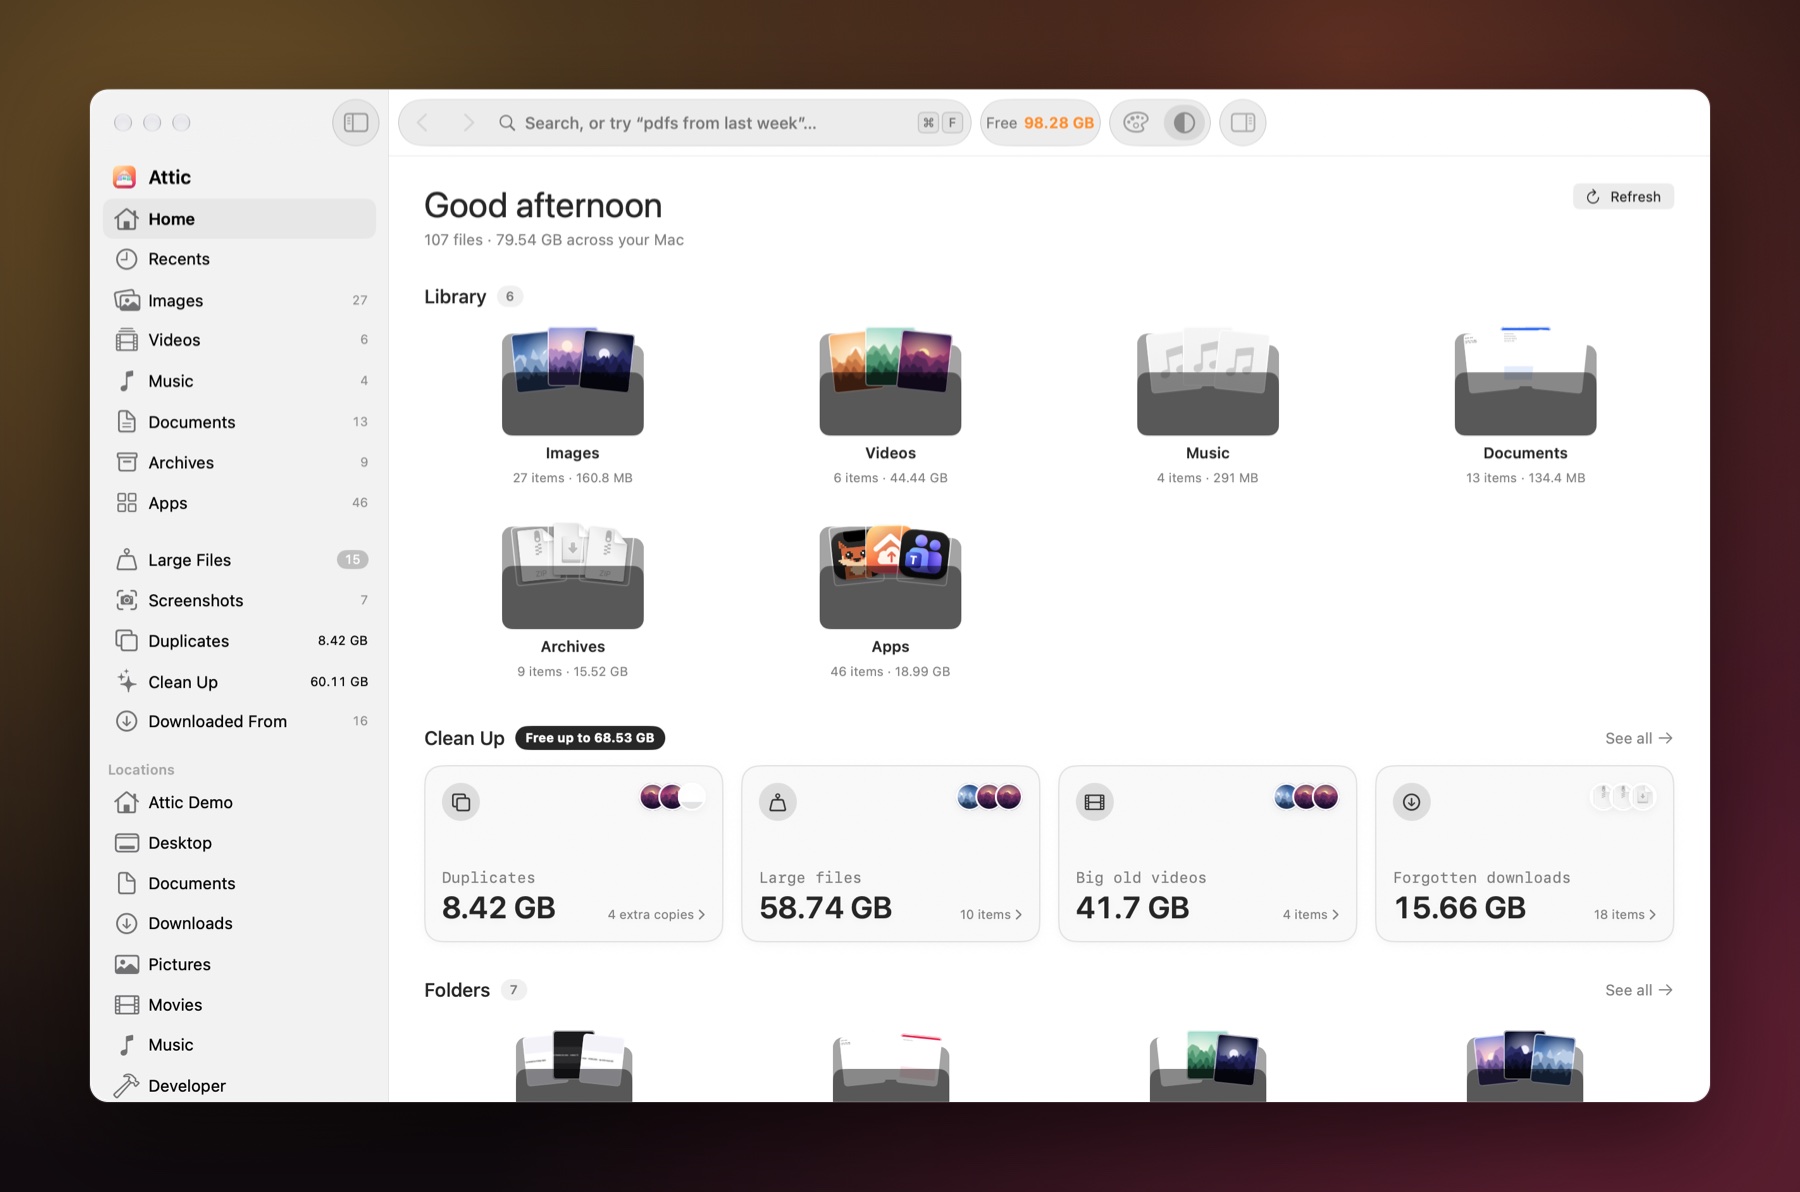 Attic
Home
Recents
Images 27
Videos 6
Music 4
Documents 13
Archives 9
Apps 46
Large Files 15
Screenshots 7
Duplicates 8.42 GB
Clean Up 60.11 GB
Downloaded From 16
Locations
Attic Demo
Desktop
Documents
Downloads
Pictures
Movies
Music
Developer
Search, or try “pdfs from last week”... ⌘ F
Free 98.28 GB
Good afternoon
Refresh
107 files · 79.54 GB across your Mac
Library 6
Images
27 items · 160.8 MB
Videos
6 items · 44.44 GB
Music
4 items · 291 MB
Documents
13 items · 134.4 MB
ZIP
ZIP
T
Archives
9 items · 15.52 GB
Apps
46 items · 18.99 GB
Clean Up Free up to 68.53 GB
See all →
Duplicates
8.42 GB
4 extra copies >
Large files
58.74 GB
10 items >
Big old videos
41.7 GB
4 items >
Forgotten downloads
15.66 GB
18 items >
Folders 7
See all →